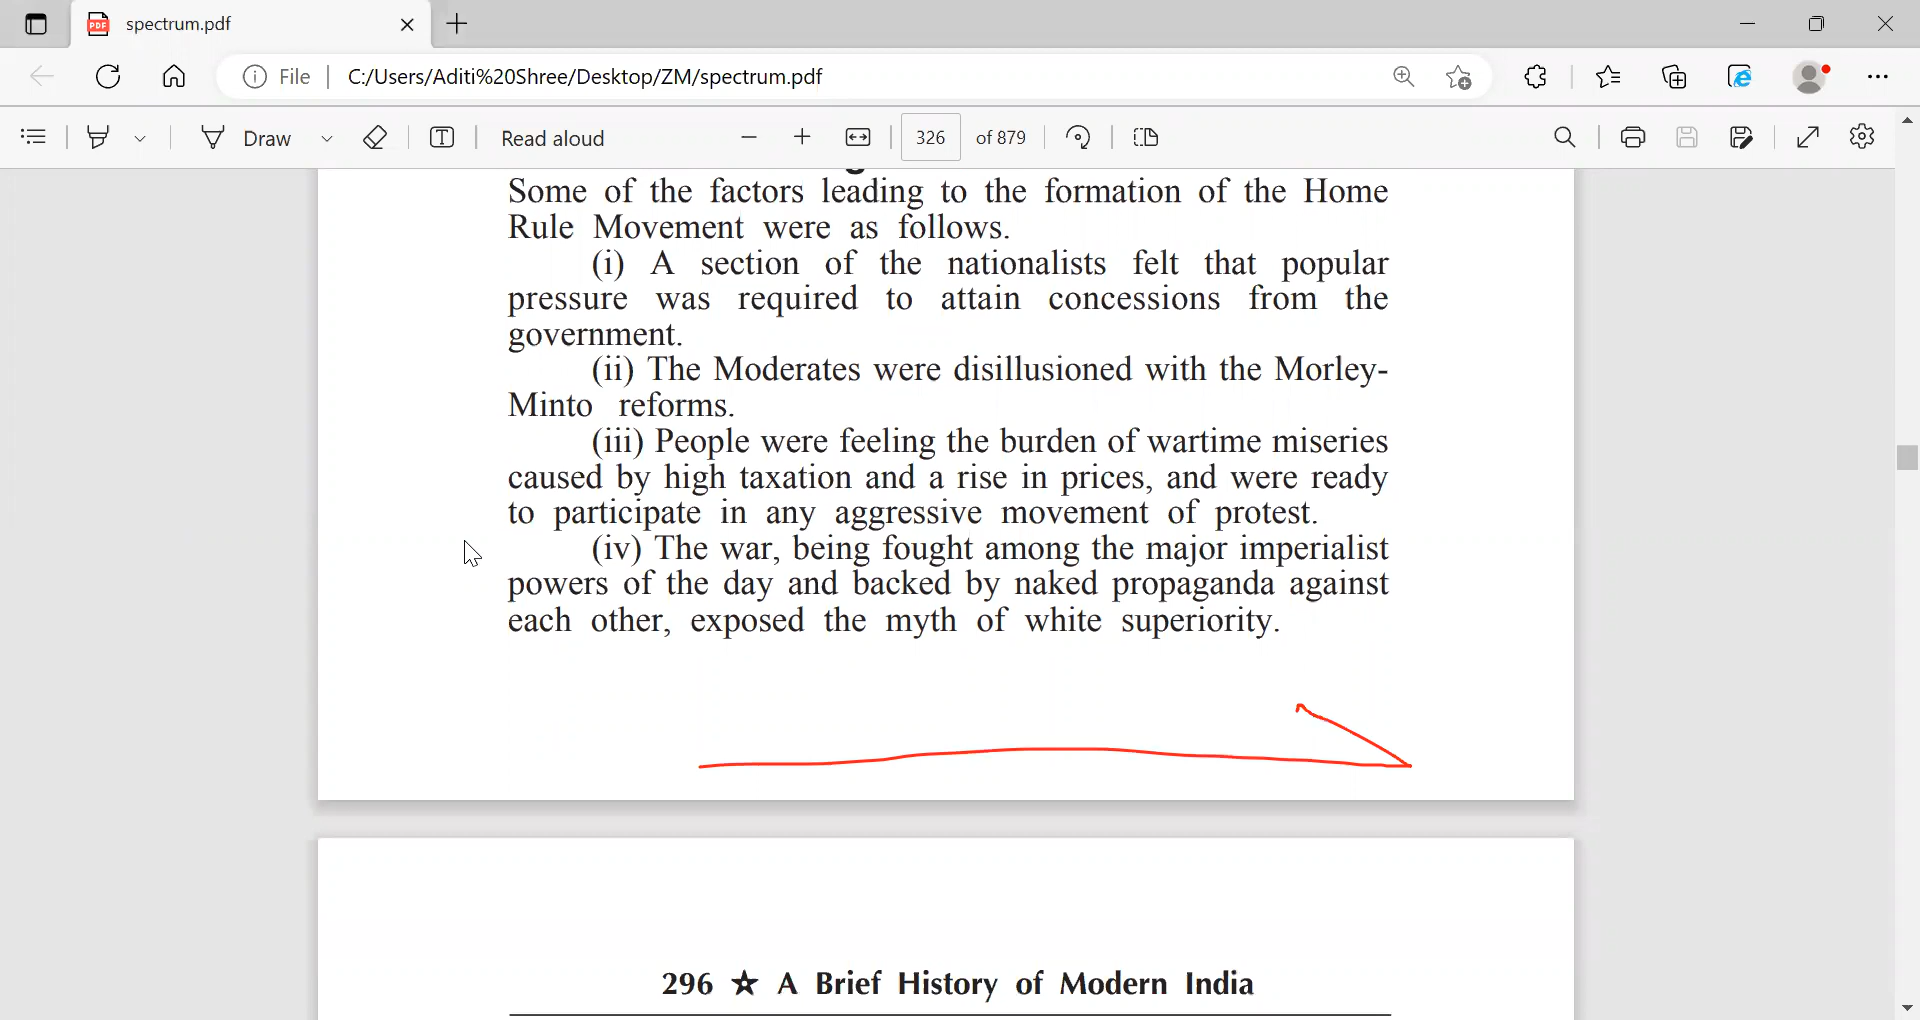 spectrum.pdf
File
C:/Users/Aditi%20Shree/Desktop/ZM/spectrum.pdf
Draw
Read aloud
326 of 879
Some of the factors leading to the formation of the Home
Rule Movement were as follows.
(i) A section of the nationalists felt that popular
pressure was required to attain concessions from the
government.
(ii) The Moderates were disillusioned with the Morley-
Minto reforms.
(iii) People were feeling the burden of wartime miseries
caused by high taxation and a rise in prices, and were ready
to participate in any aggressive movement of protest.
(iv) The war, being fought among the major imperialist
powers of the day and backed by naked propaganda against
each other, exposed the myth of white superiority.
296 ☆ A Brief History of Modern India